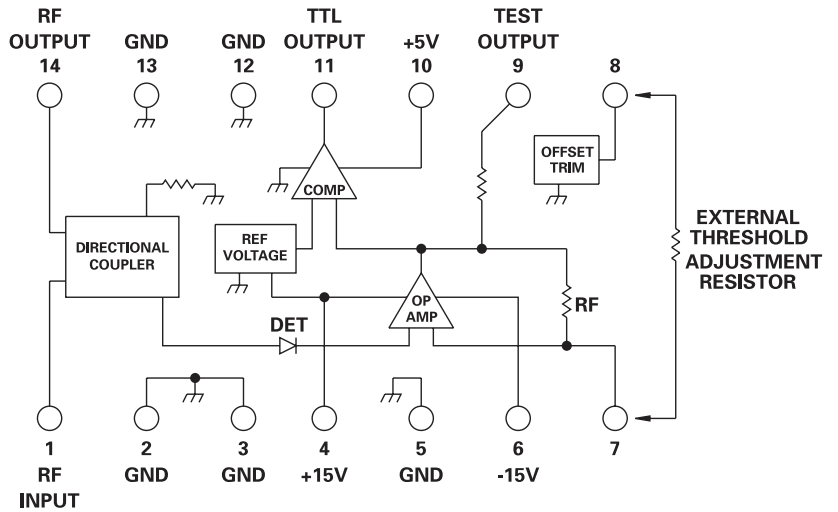 RF OUTPUT
14
GND
13
GND
12
TTL OUTPUT
11
+5V
10
TEST OUTPUT
9
8
OFFSET
TRIM
COMP
DIRECTIONAL
COUPLER
REF
VOLTAGE
EXTERNAL
THRESHOLD
ADJUSTMENT
RESISTOR
OP
AMP
RF
DET
1
RF
INPUT
2
GND
3
GND
4
+15V
5
GND
6
-15V
7